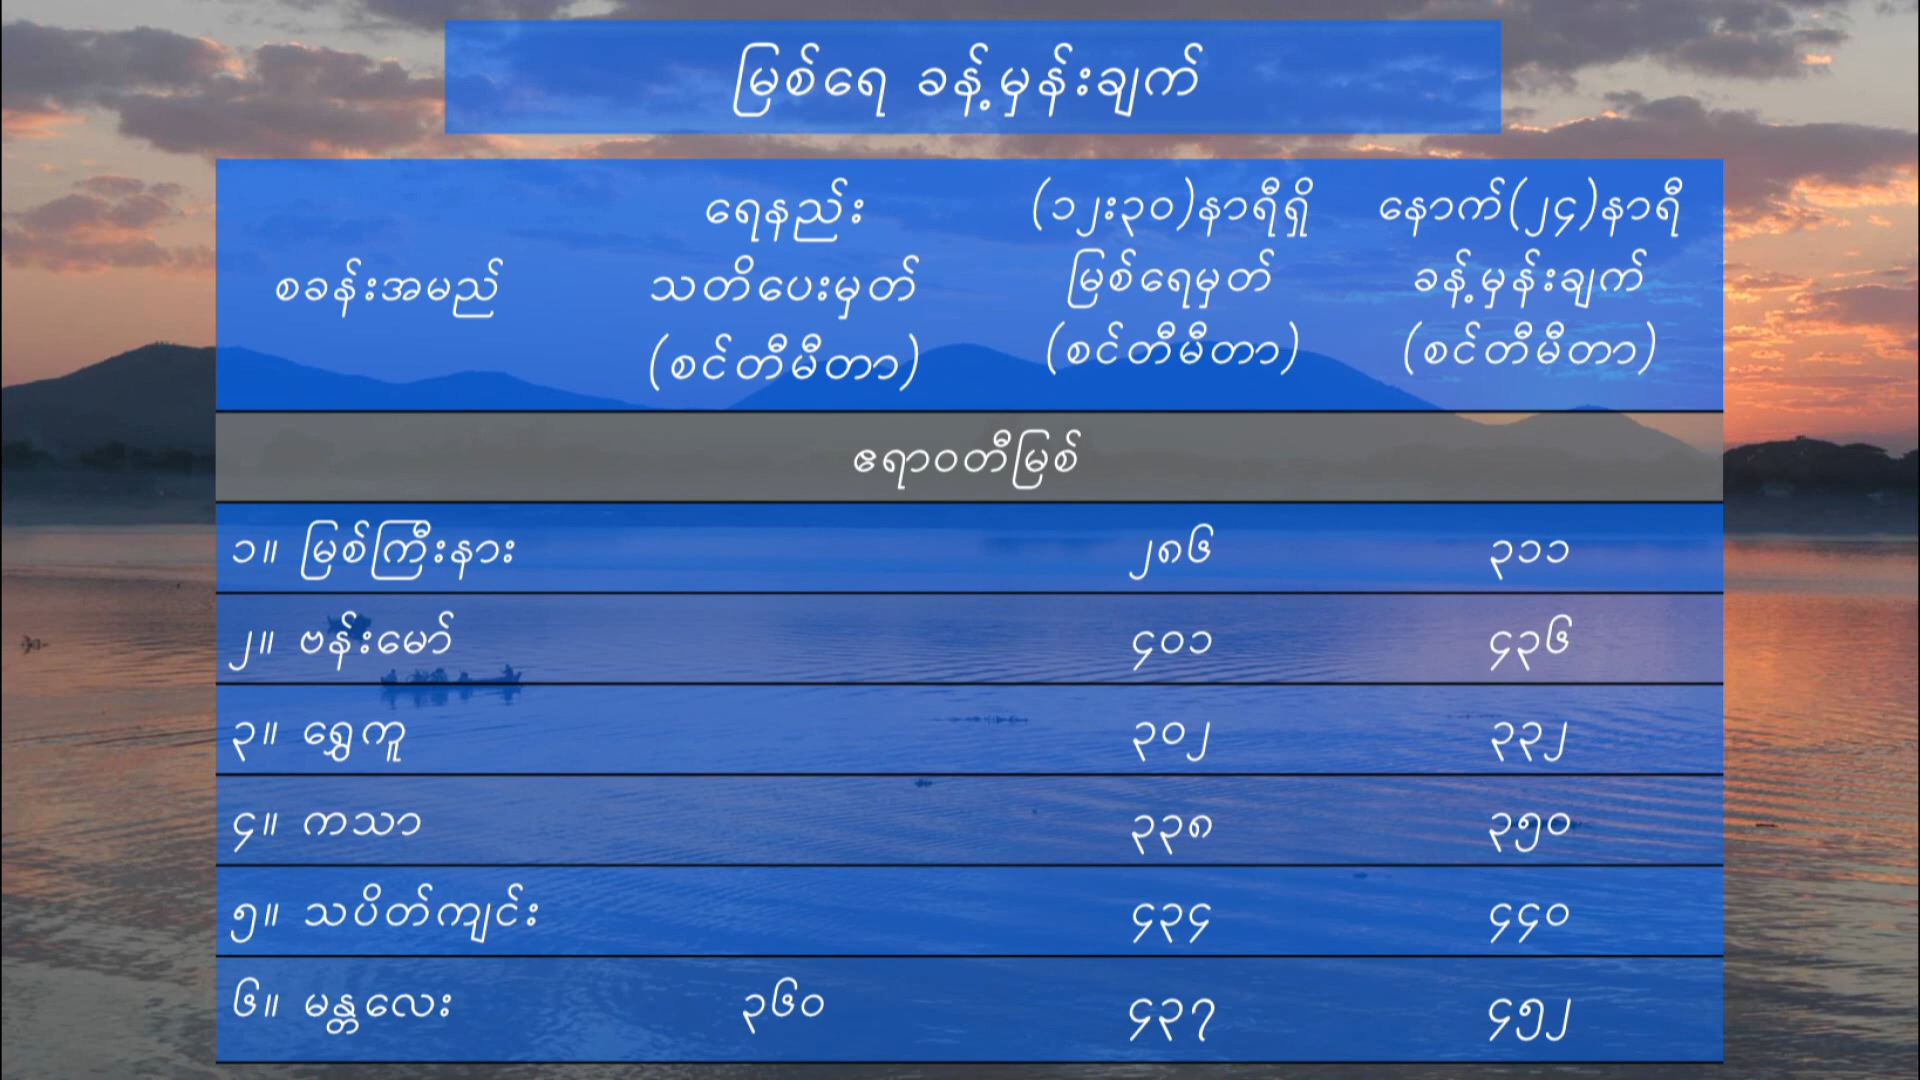 မြစ်ရေ ခန့်မှန်းချက်
စခန်းအမည်
ရေနည်း
သတိပေးမှတ်
(စင်တီမီတာ)
(၁၂း၃၀)နာရီရှိ
မြစ်ရေမှတ်
(စင်တီမီတာ)
နောက်(၂၄)နာရီ
ခန့်မှန်းချက်
(စင်တီမီတာ)
ဧရာဝတီမြစ်
၁။ မြစ်ကြီးနား ၂၈၆ ၃၁၁
၂။ ဗန်းမော် ၄၀၁ ၄၃၆
၃။ ရွှေကူ ၃၀၂ ၃၃၂
၄။ ကသာ ၃၃၈ ၃၅၀
၅။ သပိတ်ကျင်း ၄၃၄ ၄၄၀
၆။ မန္တလေး ၃၆၀ ၄၃၇ ၄၅၂